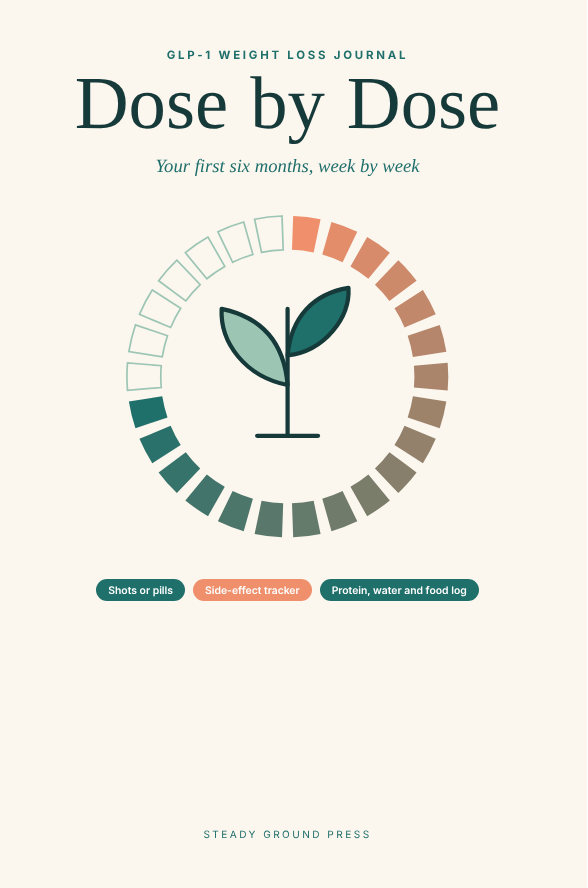 GLP-1 WEIGHT LOSS JOURNAL
Dose by Dose
Your first six months, week by week
Shots or pills
Side-effect tracker
Protein, water and food log
STEADY GROUND PRESS